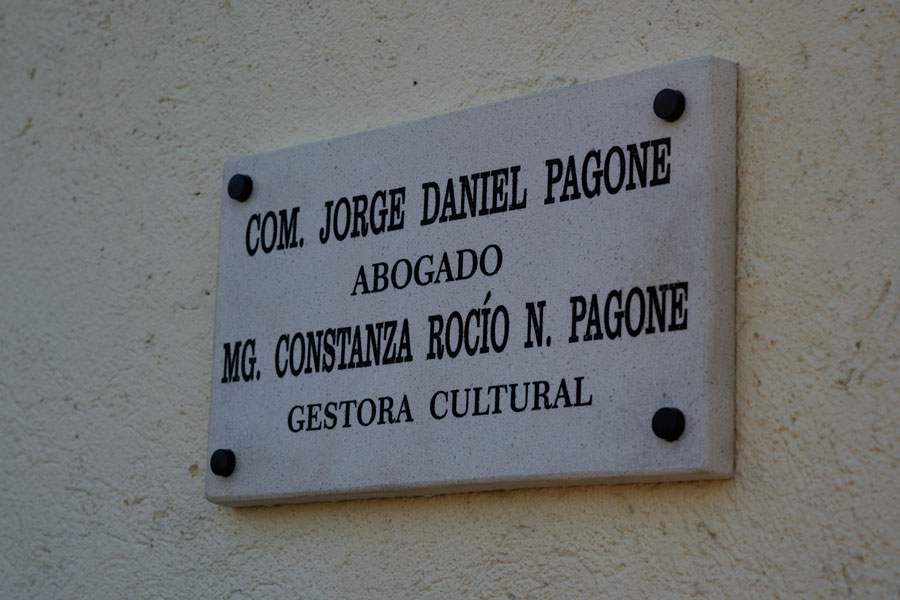 COM. JORGE DANIEL PAGONE
ABOGADO
MG. CONSTANZA ROCÍO N. PAGONE
GESTORA CULTURAL